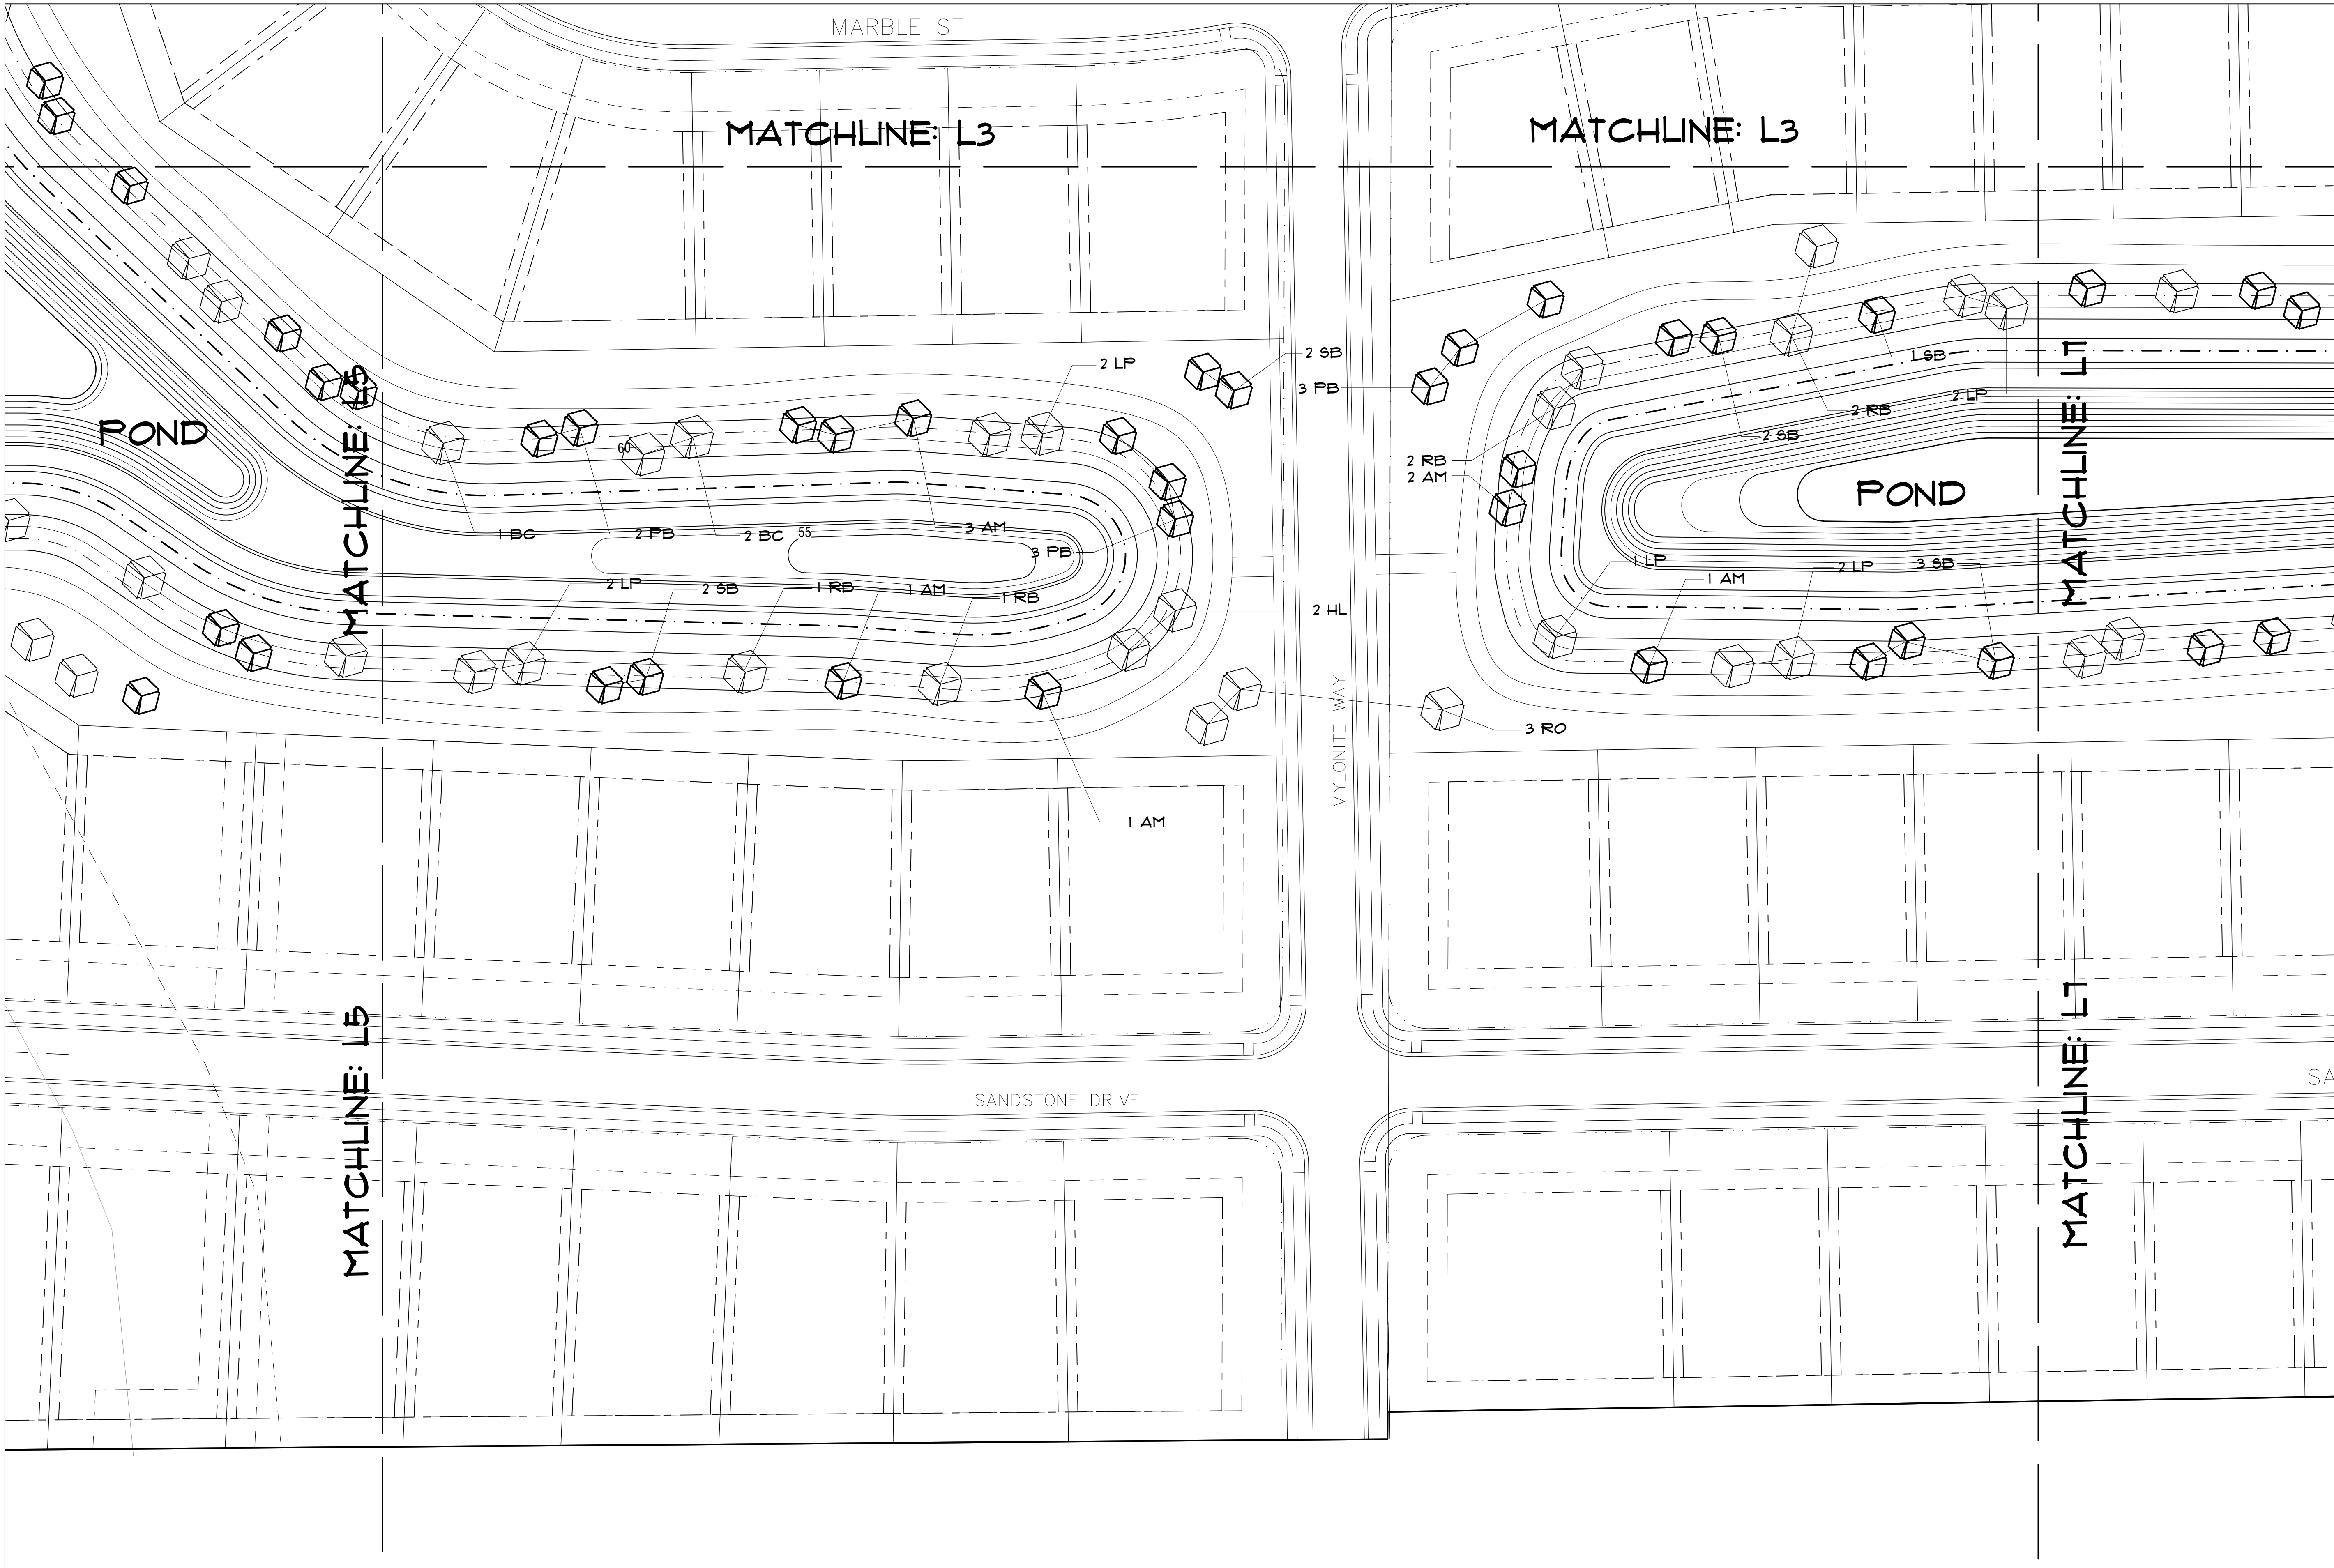 MARBLE ST
MATCHLINE: L3
MATCHLINE: L3
2 SB
2 LP
3 PB
1 SB
MATCHLINE: L5
MATCHLINE: L7
2 LP
2 RB
POND
2 SB
60
2 RB
2 AM
POND
1 BC
2 PB
2 BC
55
3 AM
3 PB
1 LP
2 LP
3 SB
1 AM
2 LP
2 SB
1 RB
1 AM
1 RB
2 HL
MYLONITE WAY
3 RO
1 AM
MATCHLINE: L5
MATCHLINE: L7
SANDSTONE DRIVE
SA